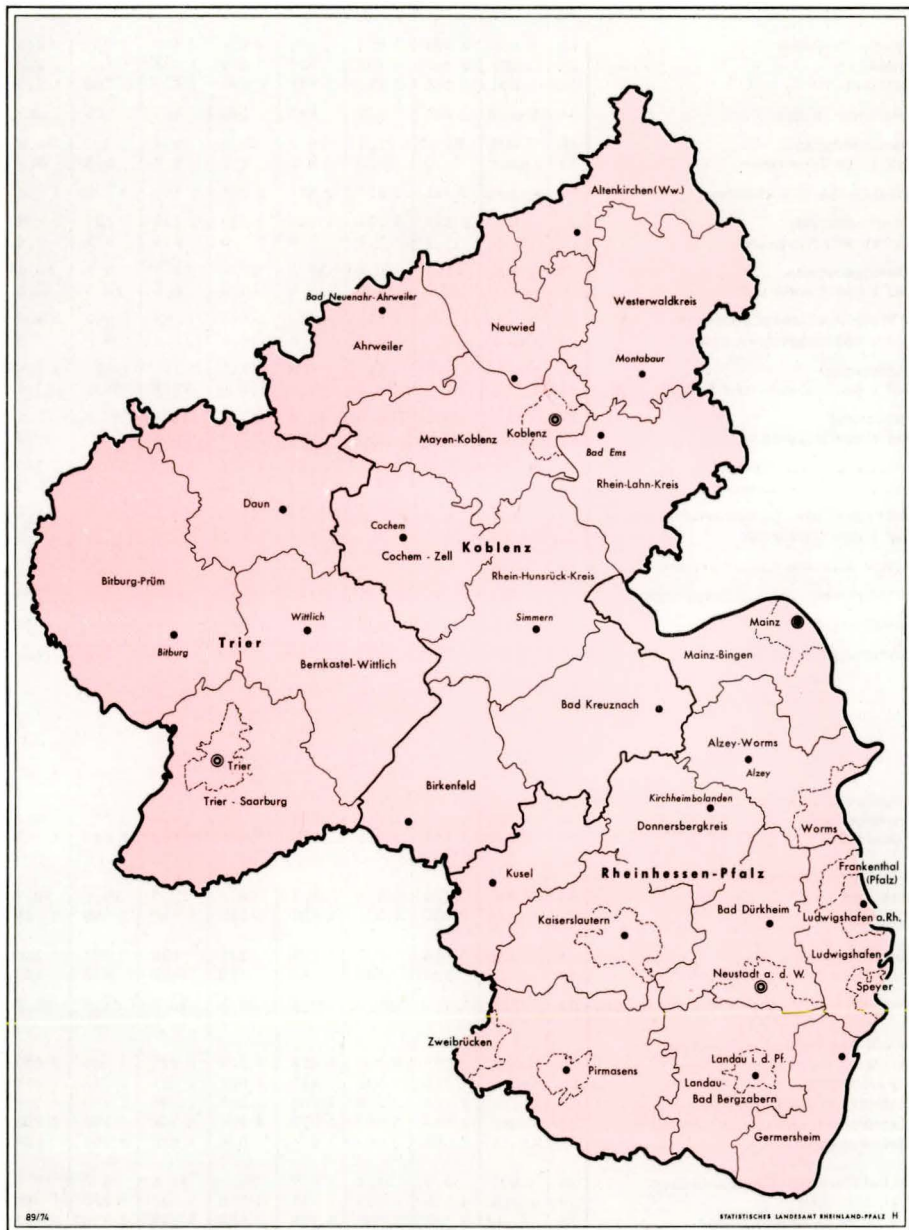 Altenkirchen (Ww.)
Bad Neuenahr-Ahrweiler
Westerwaldkreis
Neuwied
Ahrweiler
Montabaur
Koblenz
Mayen-Koblenz
Bad Ems
Rhein-Lahn-Kreis
Daun
Cochem
Koblenz
Cochem - Zell
Rhein-Hunsrück-Kreis
Bitburg-Prüm
Wittlich
Simmern
Mainz
Bitburg
Trier
Mainz-Bingen
Bernkastel-Wittlich
Bad Kreuznach
Alzey-Worms
Trier
Alzey
Birkenfeld
Trier - Saarburg
Kirchheimbolanden
Donnersbergkreis
Worms
Kusel
Rheinhessen-Pfalz
Frankenthal
(Pfalz)
Kaiserslautern
Bad Dürkheim
Ludwigshafen a.Rh.
Ludwigshafen
Neustadt a. d. W.
Speyer
Zweibrücken
Pirmasens
Landau i. d. Pf.
Landau-
Bad Bergzabern
Germersheim
89/74
STATISTISCHES LANDESAMT RHEINLAND-PFALZ H